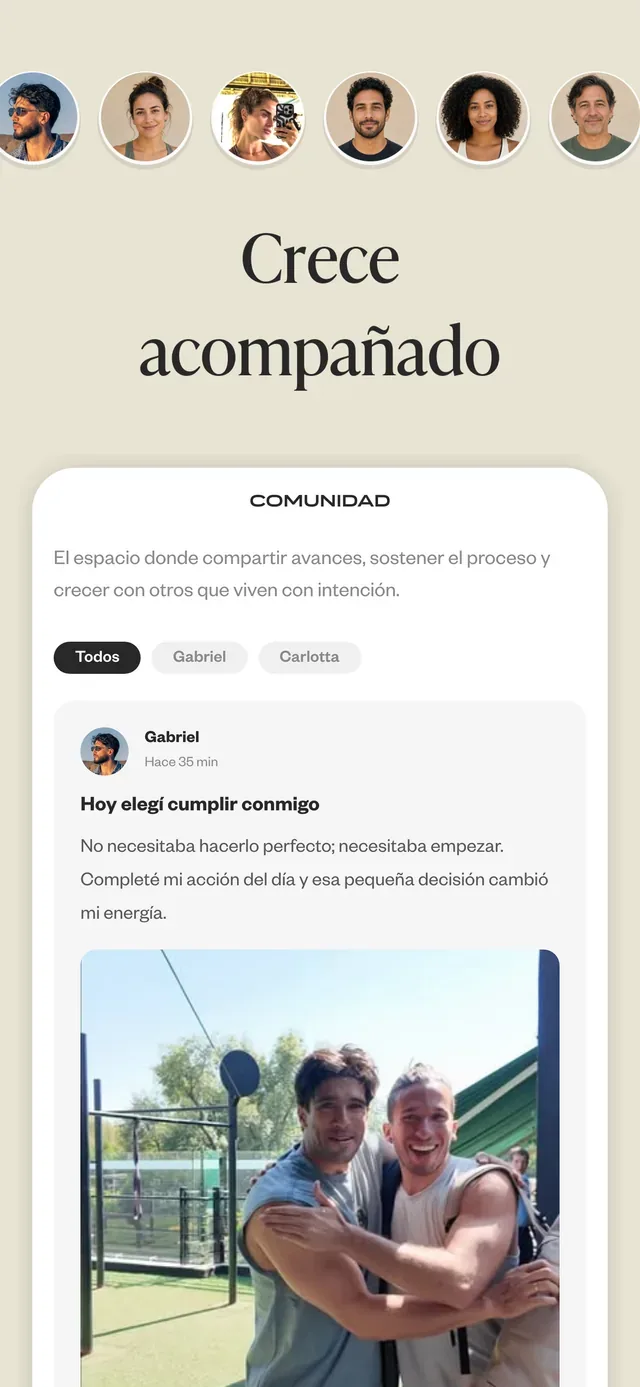 Crece
acompañado
COMUNIDAD
El espacio donde compartir avances, sostener el proceso y
crecer con otros que viven con intención.
Todos
Gabriel
Carlotta
Gabriel
Hace 35 min
Hoy elegí cumplir conmigo
No necesitaba hacerlo perfecto; necesitaba empezar.
Completé mi acción del día y esa pequeña decisión cambió
mi energía.